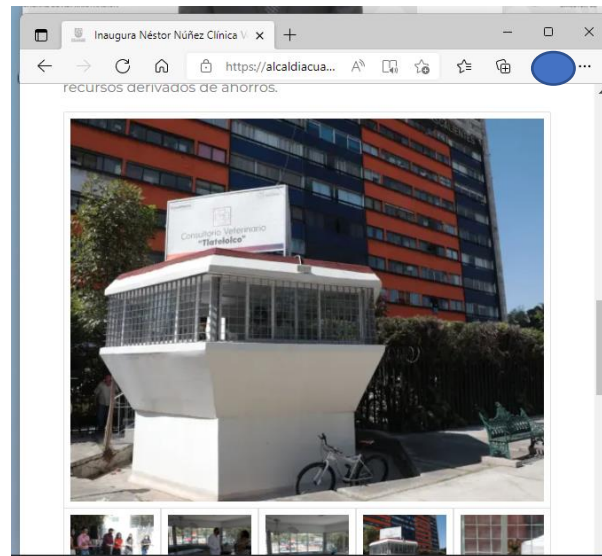 Inaugura Néstor Núñez Clínica V
https://alcaldiacua...
recursos derivados de ahorros.
Consultorio Veterinario
"Tlatelolco"